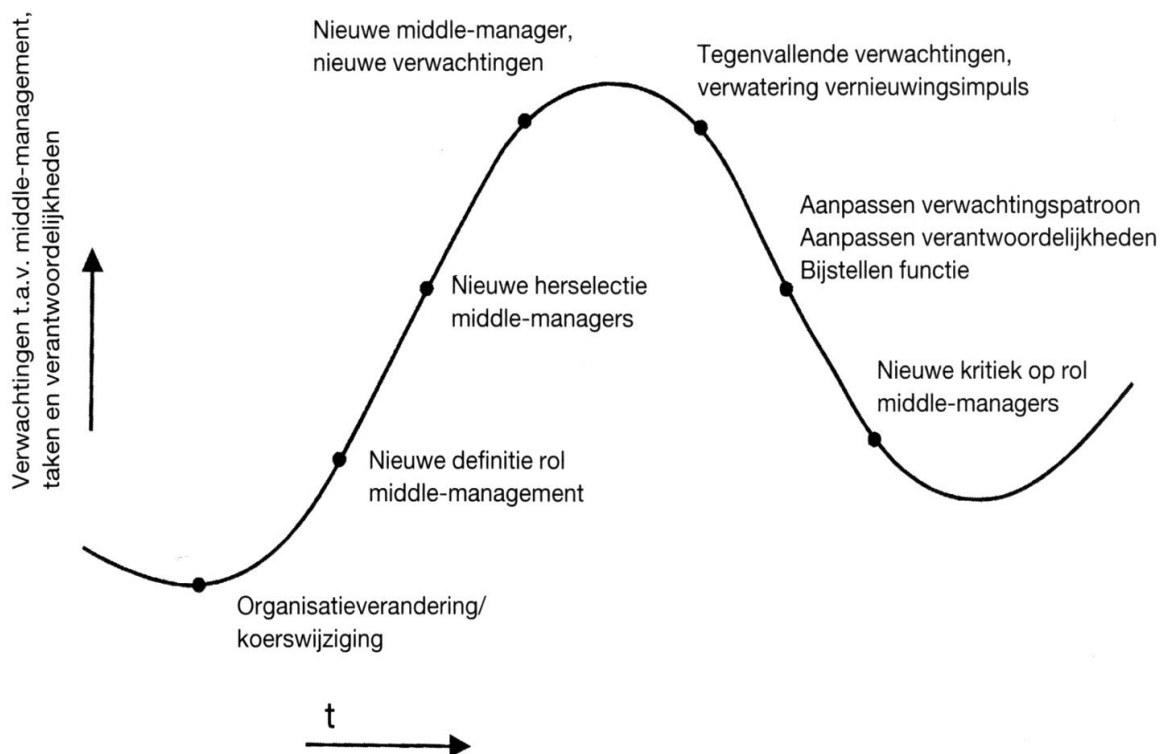 Verwachtingen t.a.v. middle-management,
taken en verantwoordelijkheden
Nieuwe middle-manager,
nieuwe verwachtingen
Tegenvallende verwachtingen,
verwatering vernieuwingsimpuls
Aanpassen verwachtingspatroon
Aanpassen verantwoordelijkheden
Bijstellen functie
Nieuwe herselectie
middle-managers
Nieuwe kritiek op rol
middle-managers
Nieuwe definitie rol
middle-management
Organisatieverandering/
koerswijziging
t